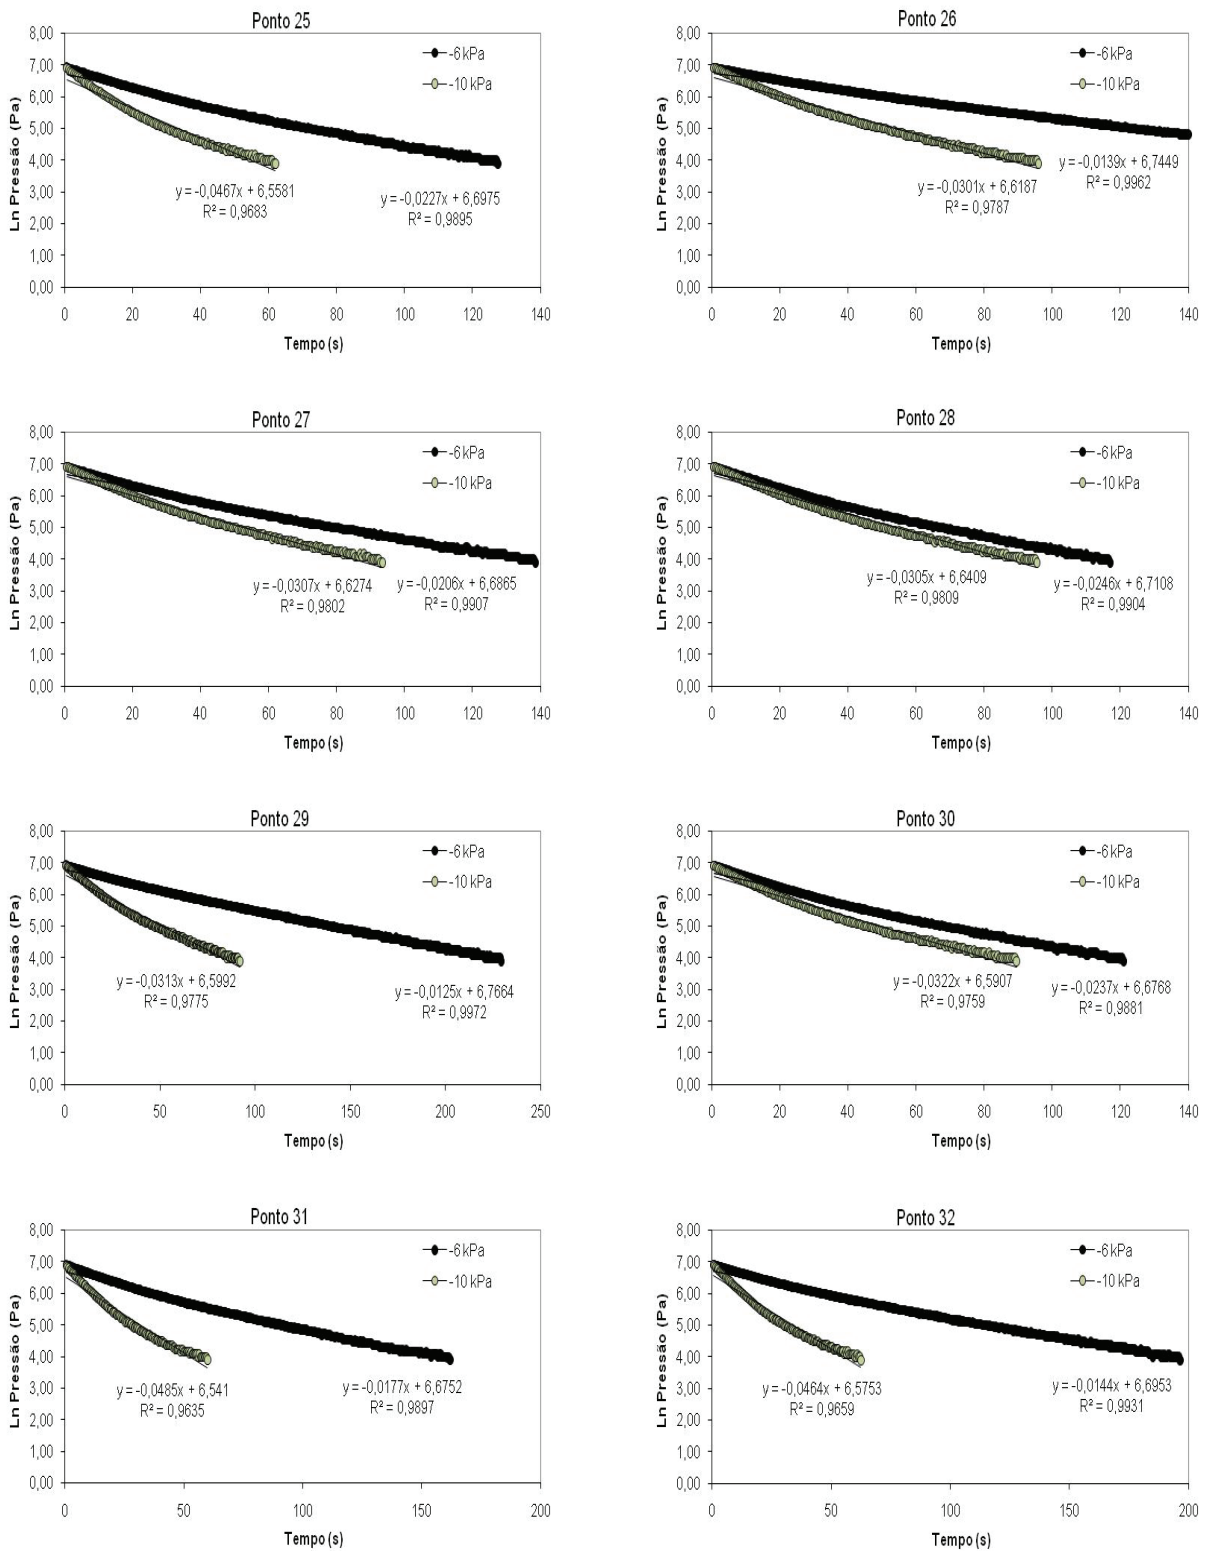 Ponto 25
8,00
7,00
6,00
5,00
4,00
3,00
2,00
1,00
0,00
Ln Pressão (Pa)
-6 kPa
-10 kPa
y = -0,0467x + 6,5581
R² = 0,9683
y = -0,0227x + 6,6975
R² = 0,9895
0 20 40 60 80 100 120 140
Tempo (s)
Ponto 26
8,00
7,00
6,00
5,00
4,00
3,00
2,00
1,00
0,00
Ln Pressão (Pa)
-6 kPa
-10 kPa
y = -0,0139x + 6,7449
R² = 0,9962
y = -0,0301x + 6,6187
R² = 0,9787
0 20 40 60 80 100 120 140
Tempo (s)
Ponto 27
8,00
7,00
6,00
5,00
4,00
3,00
2,00
1,00
0,00
Ln Pressão (Pa)
-6 kPa
-10 kPa
y = -0,0307x + 6,6274
R² = 0,9802
y = -0,0206x + 6,6865
R² = 0,9907
0 20 40 60 80 100 120 140
Tempo (s)
Ponto 28
8,00
7,00
6,00
5,00
4,00
3,00
2,00
1,00
0,00
Ln Pressão (Pa)
-6 kPa
-10 kPa
y = -0,0305x + 6,6409
R² = 0,9809
y = -0,0246x + 6,7108
R² = 0,9904
0 20 40 60 80 100 120 140
Tempo (s)
Ponto 29
8,00
7,00
6,00
5,00
4,00
3,00
2,00
1,00
0,00
Ln Pressão (Pa)
-6 kPa
-10 kPa
y = -0,0313x + 6,5992
R² = 0,9775
y = -0,0125x + 6,7664
R² = 0,9972
0 50 100 150 200 250
Tempo (s)
Ponto 30
8,00
7,00
6,00
5,00
4,00
3,00
2,00
1,00
0,00
Ln Pressão (Pa)
-6 kPa
-10 kPa
y = -0,0322x + 6,5907
R² = 0,9759
y = -0,0237x + 6,6768
R² = 0,9881
0 20 40 60 80 100 120 140
Tempo (s)
Ponto 31
8,00
7,00
6,00
5,00
4,00
3,00
2,00
1,00
0,00
Ln Pressão (Pa)
-6 kPa
-10 kPa
y = -0,0485x + 6,541
R² = 0,9635
y = -0,0177x + 6,6752
R² = 0,9897
0 50 100 150 200
Tempo (s)
Ponto 32
8,00
7,00
6,00
5,00
4,00
3,00
2,00
1,00
0,00
Ln Pressão (Pa)
-6 kPa
-10 kPa
y = -0,0464x + 6,5753
R² = 0,9659
y = -0,0144x + 6,6953
R² = 0,9931
0 50 100 150 200
Tempo (s)